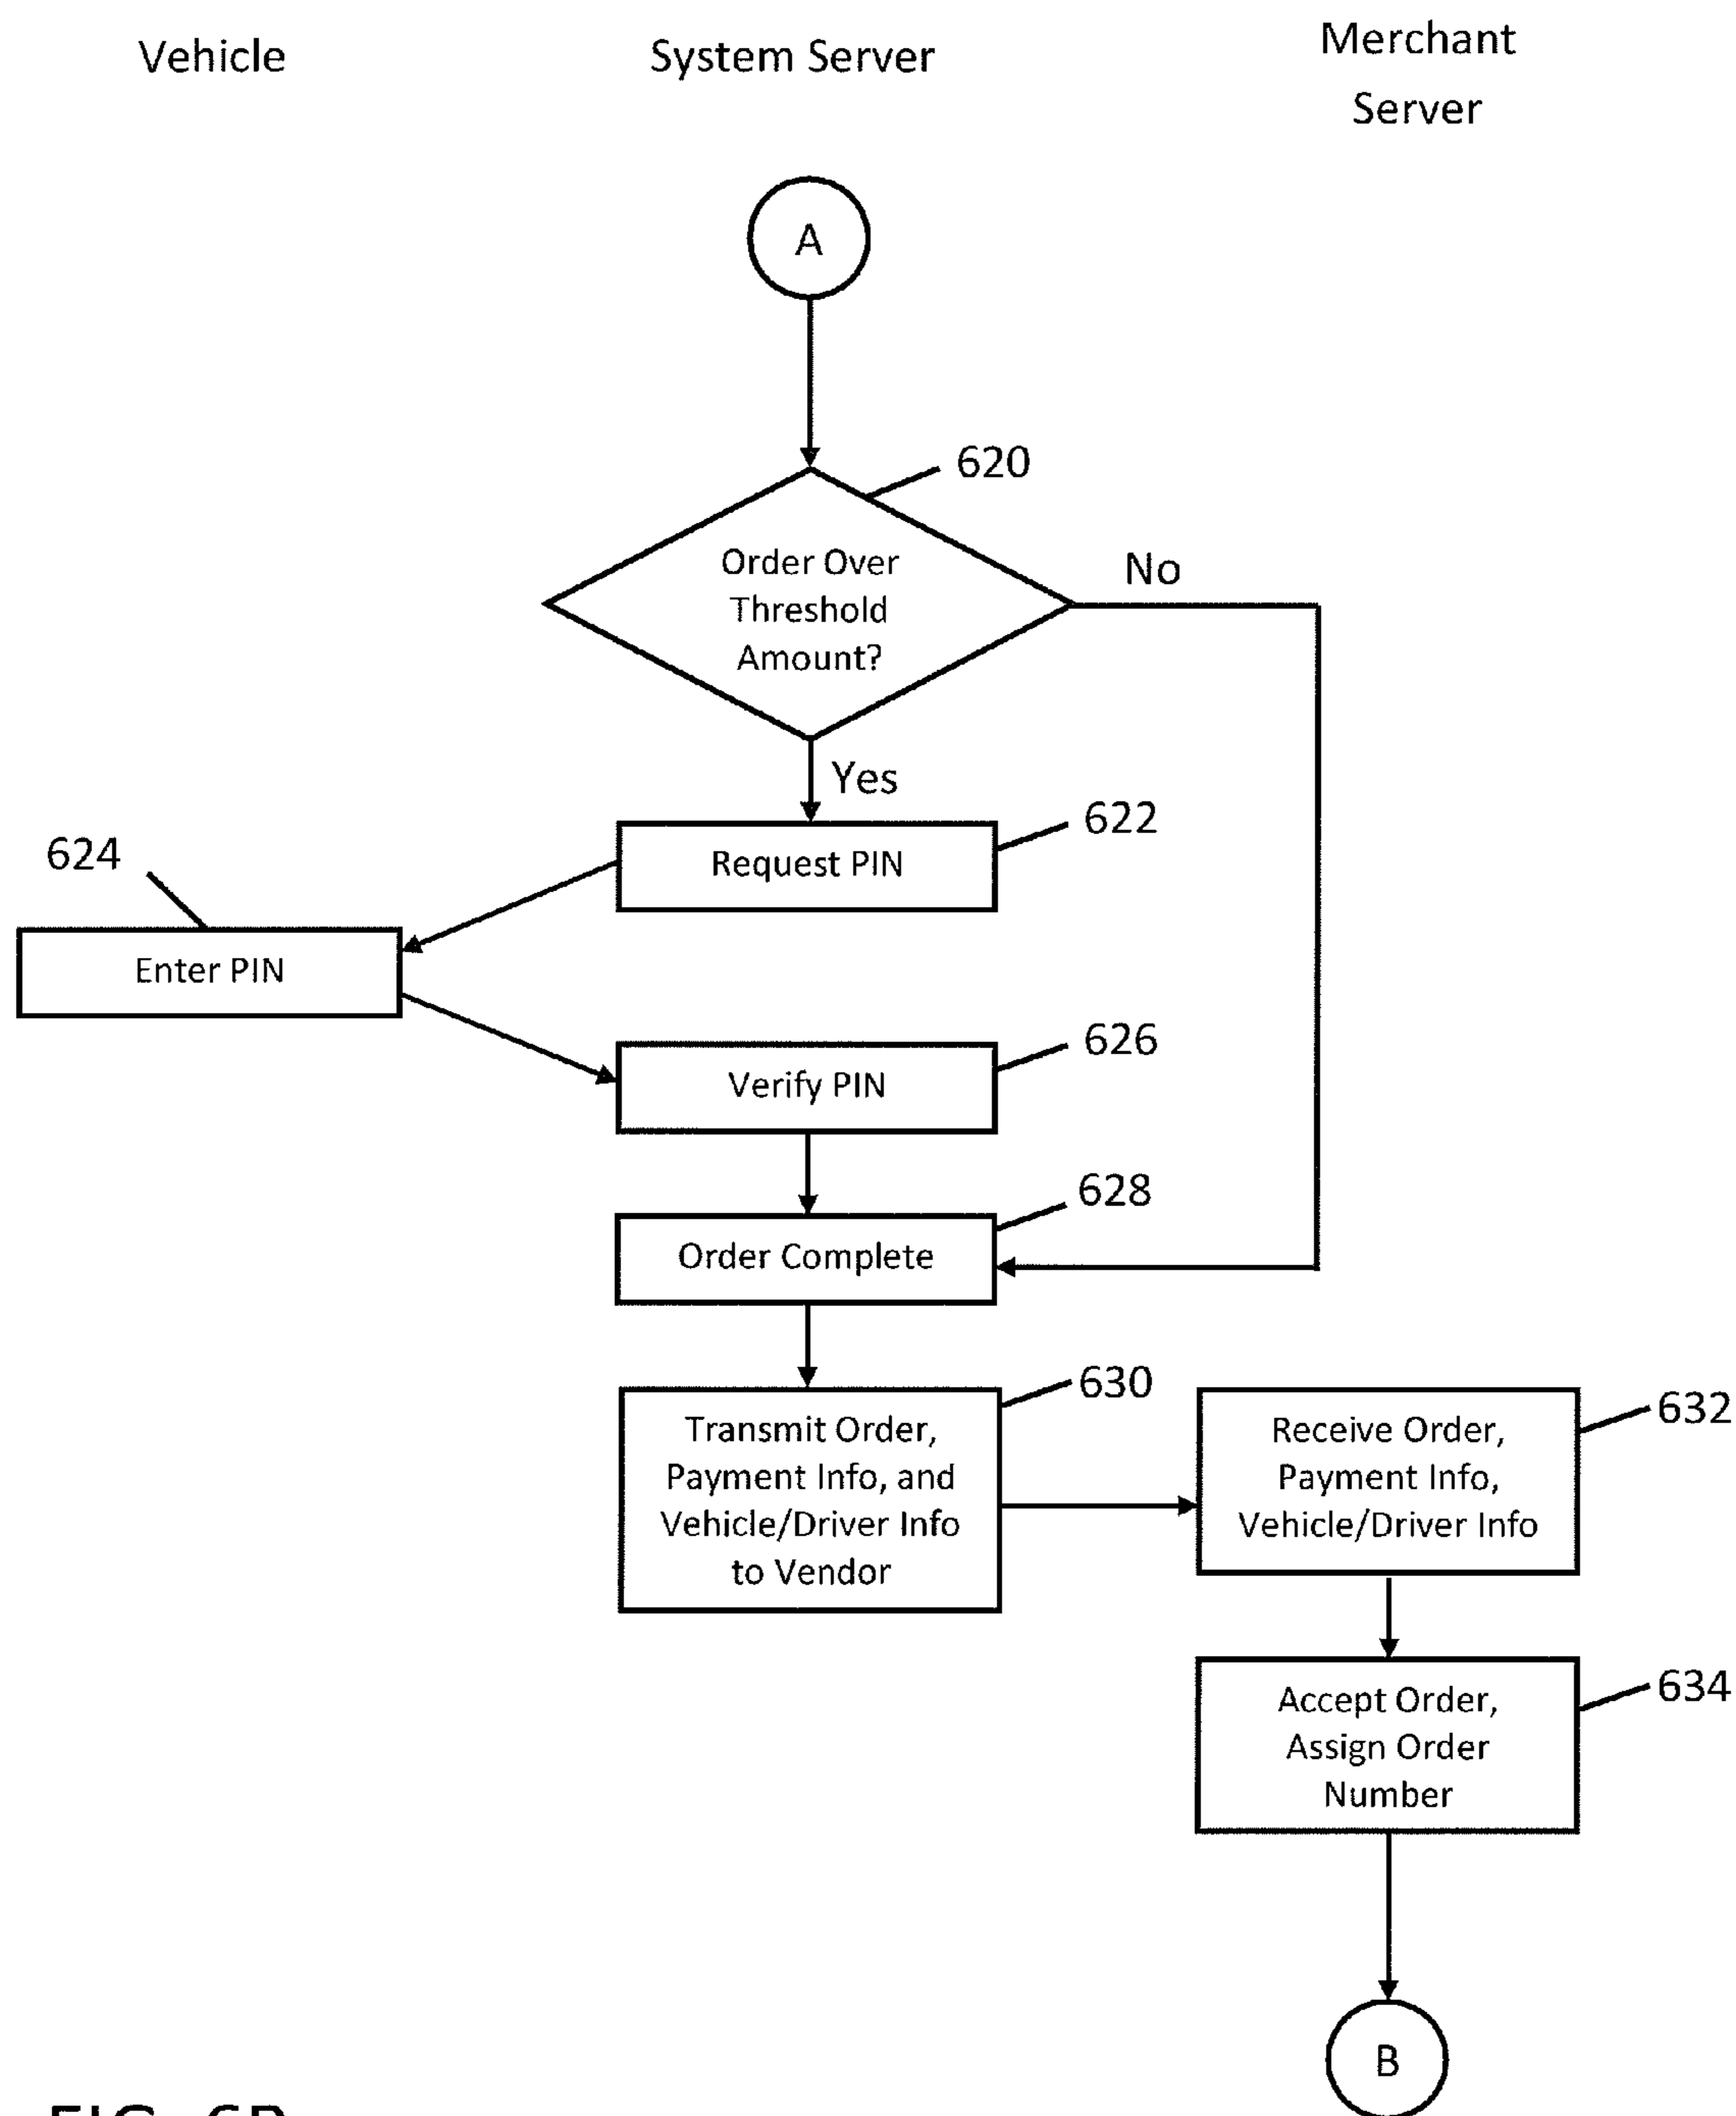 Vehicle
System Server
Merchant
Server
A
620
Order Over
Threshold
Amount?
No
Yes
622
Request PIN
624
Enter PIN
626
Verify PIN
628
Order Complete
630
Transmit Order,
Payment Info, and
Vehicle/Driver Info
to Vendor
632
Receive Order,
Payment Info,
Vehicle/Driver Info
634
Accept Order,
Assign Order
Number
B
FIG. 6B